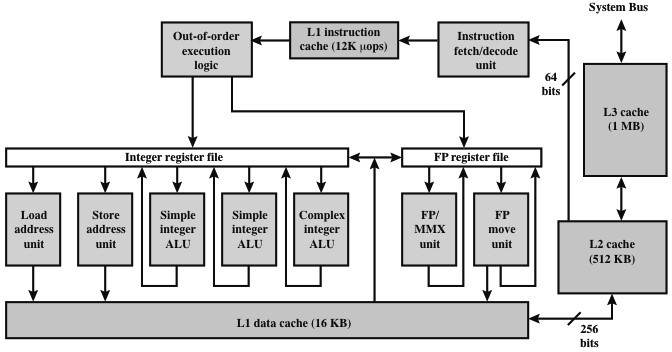 System Bus
Out-of-order
execution
logic
L1 instruction
cache (12K μops)
Instruction
fetch/decode
unit
64
bits
L3 cache
(1 MB)
Integer register file
FP register file
Load
address
unit
Store
address
unit
Simple
integer
ALU
Simple
integer
ALU
Complex
integer
ALU
FP/
MMX
unit
FP
move
unit
L2 cache
(512 KB)
L1 data cache (16 KB)
256
bits